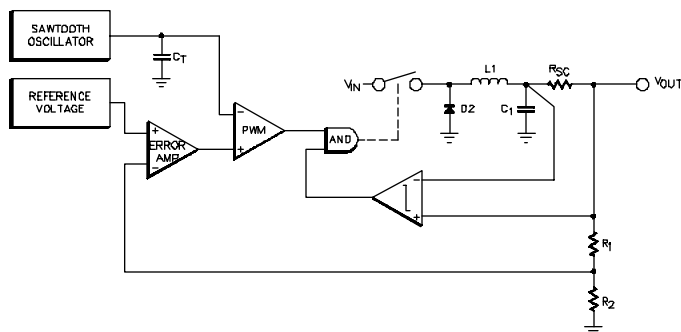 SAWTOOTH
OSCILLATOR
CT
REFERENCE
VOLTAGE
+
ERROR
AMP
−
−
PWM
+
AND
VIN
L1
D2
C1
RSC
VOUT
−
+
R1
R2